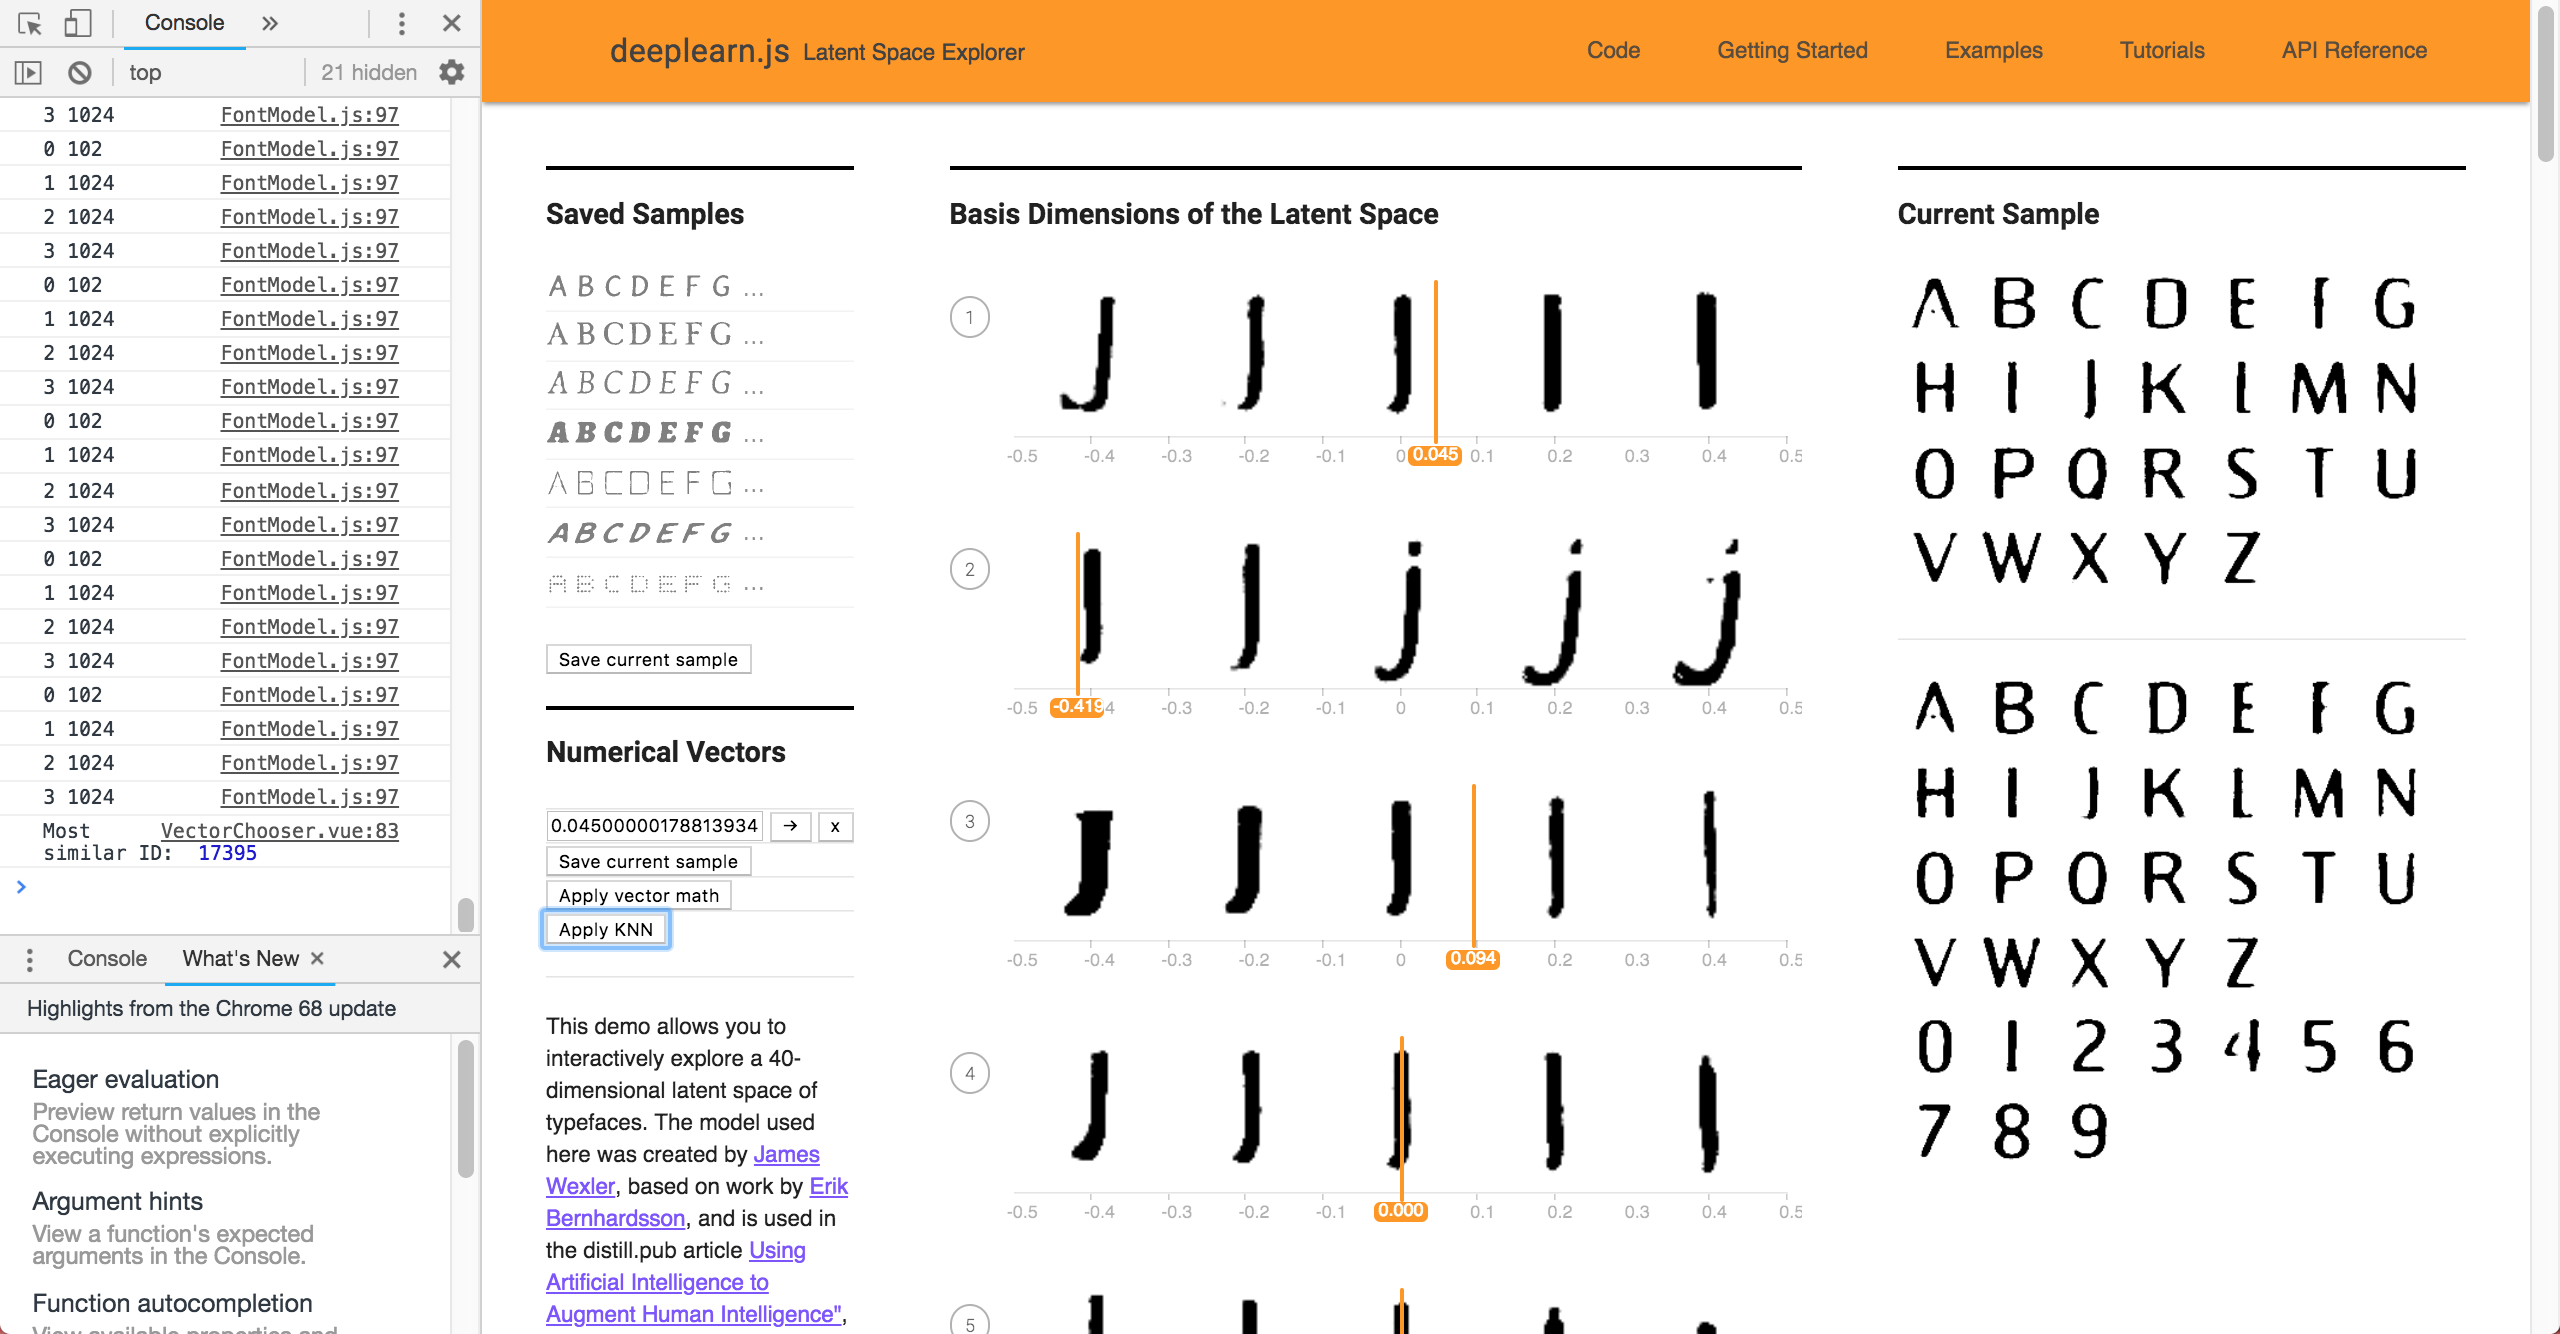 Console
top
21 hidden
3 1024 FontModel.js:97
0 102 FontModel.js:97
1 1024 FontModel.js:97
2 1024 FontModel.js:97
3 1024 FontModel.js:97
0 102 FontModel.js:97
1 1024 FontModel.js:97
2 1024 FontModel.js:97
3 1024 FontModel.js:97
0 102 FontModel.js:97
1 1024 FontModel.js:97
2 1024 FontModel.js:97
3 1024 FontModel.js:97
0 102 FontModel.js:97
1 1024 FontModel.js:97
2 1024 FontModel.js:97
3 1024 FontModel.js:97
0 102 FontModel.js:97
1 1024 FontModel.js:97
2 1024 FontModel.js:97
3 1024 FontModel.js:97
Most VectorChooser.vue:83
similar ID: 17395
Console What's New ×
Highlights from the Chrome 68 update
Eager evaluation
Preview return values in the
Console without explicitly
executing expressions.
Argument hints
View a function's expected
arguments in the Console.
Function autocompletion
View available properties and
deeplearn.js Latent Space Explorer
Code Getting Started Examples Tutorials API Reference
Saved Samples
A B C D E F G ...
A B C D E F G ...
A B C D E F G ...
A B C D E F G ...
A B C D E F G ...
A B C D E F G ...
A B C D E F G ...
Save current sample
Numerical Vectors
0.04500000178813934 → x
Save current sample
Apply vector math
Apply KNN
This demo allows you to
interactively explore a 40-
dimensional latent space of
typefaces. The model used
here was created by James
Wexler, based on work by Erik
Bernhardsson, and is used in
the distill.pub article Using
Artificial Intelligence to
Augment Human Intelligence",
Basis Dimensions of the Latent Space
1
J J J I I
-0.5 -0.4 -0.3 -0.2 -0.1 0 0.045 0.1 0.2 0.3 0.4 0.5
2
J J j j j
-0.5 -0.419 -0.3 -0.2 -0.1 0 0.1 0.2 0.3 0.4 0.5
3
J J J I I
-0.5 -0.4 -0.3 -0.2 -0.1 0 0.094 0.2 0.3 0.4 0.5
4
J J J I I
-0.5 -0.4 -0.3 -0.2 -0.1 0.000 0.1 0.2 0.3 0.4 0.5
5
Current Sample
A B C D E F G
H I J K L M N
O P Q R S T U
V W X Y Z
A B C D E F G
H I J K L M N
O P Q R S T U
V W X Y Z
0 1 2 3 4 5 6
7 8 9